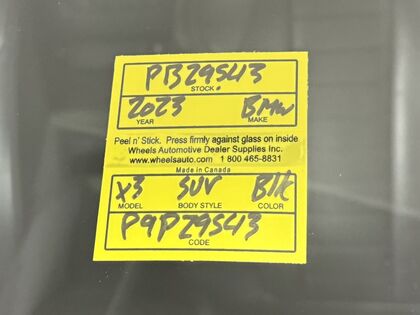 PB29543
STOCK #
2023 BMW
YEAR MAKE
Peel n' Stick. Press firmly against glass on inside
Wheels Automotive Dealer Supplies Inc.
www.wheelsauto.com 1 800 465-8831
Made in Canada
X3 SUV Blk
MODEL BODY STYLE COLOR
P9P29543
CODE